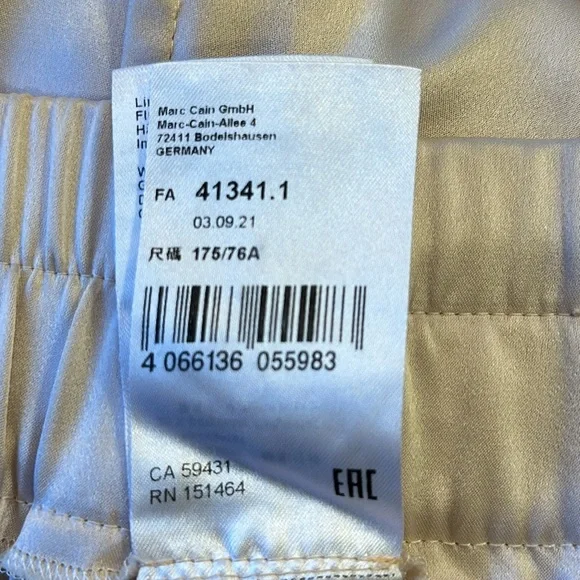 Marc Cain GmbH
Marc-Cain-Allee 4
72411 Bodelshausen
GERMANY
FA 41341.1
03.09.21
尺碼 175/76A
4 066136 055983
CA 59431
RN 151464
EAC